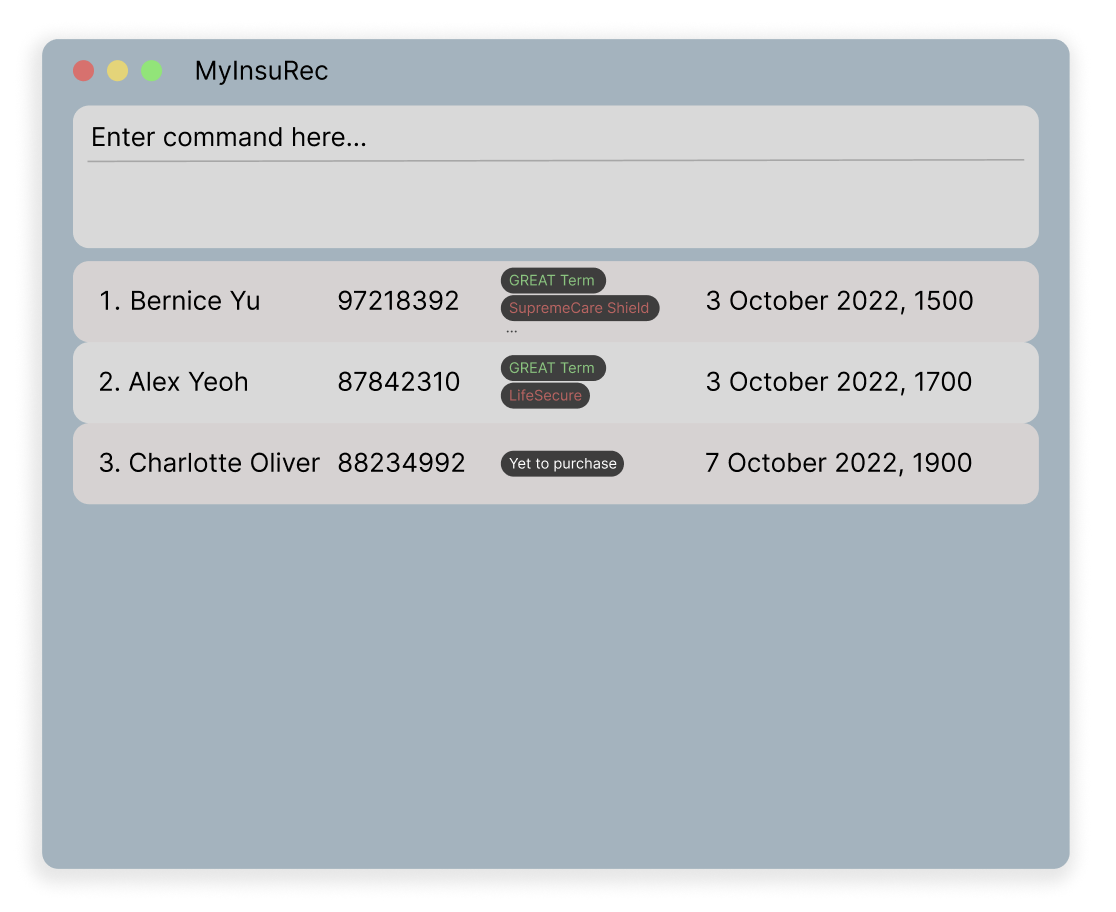 MyInsuRec
Enter command here...
1. Bernice Yu 97218392 GREAT Term 3 October 2022, 1500
SupremeCare Shield
...
2. Alex Yeoh 87842310 GREAT Term 3 October 2022, 1700
LifeSecure
3. Charlotte Oliver 88234992 Yet to purchase 7 October 2022, 1900